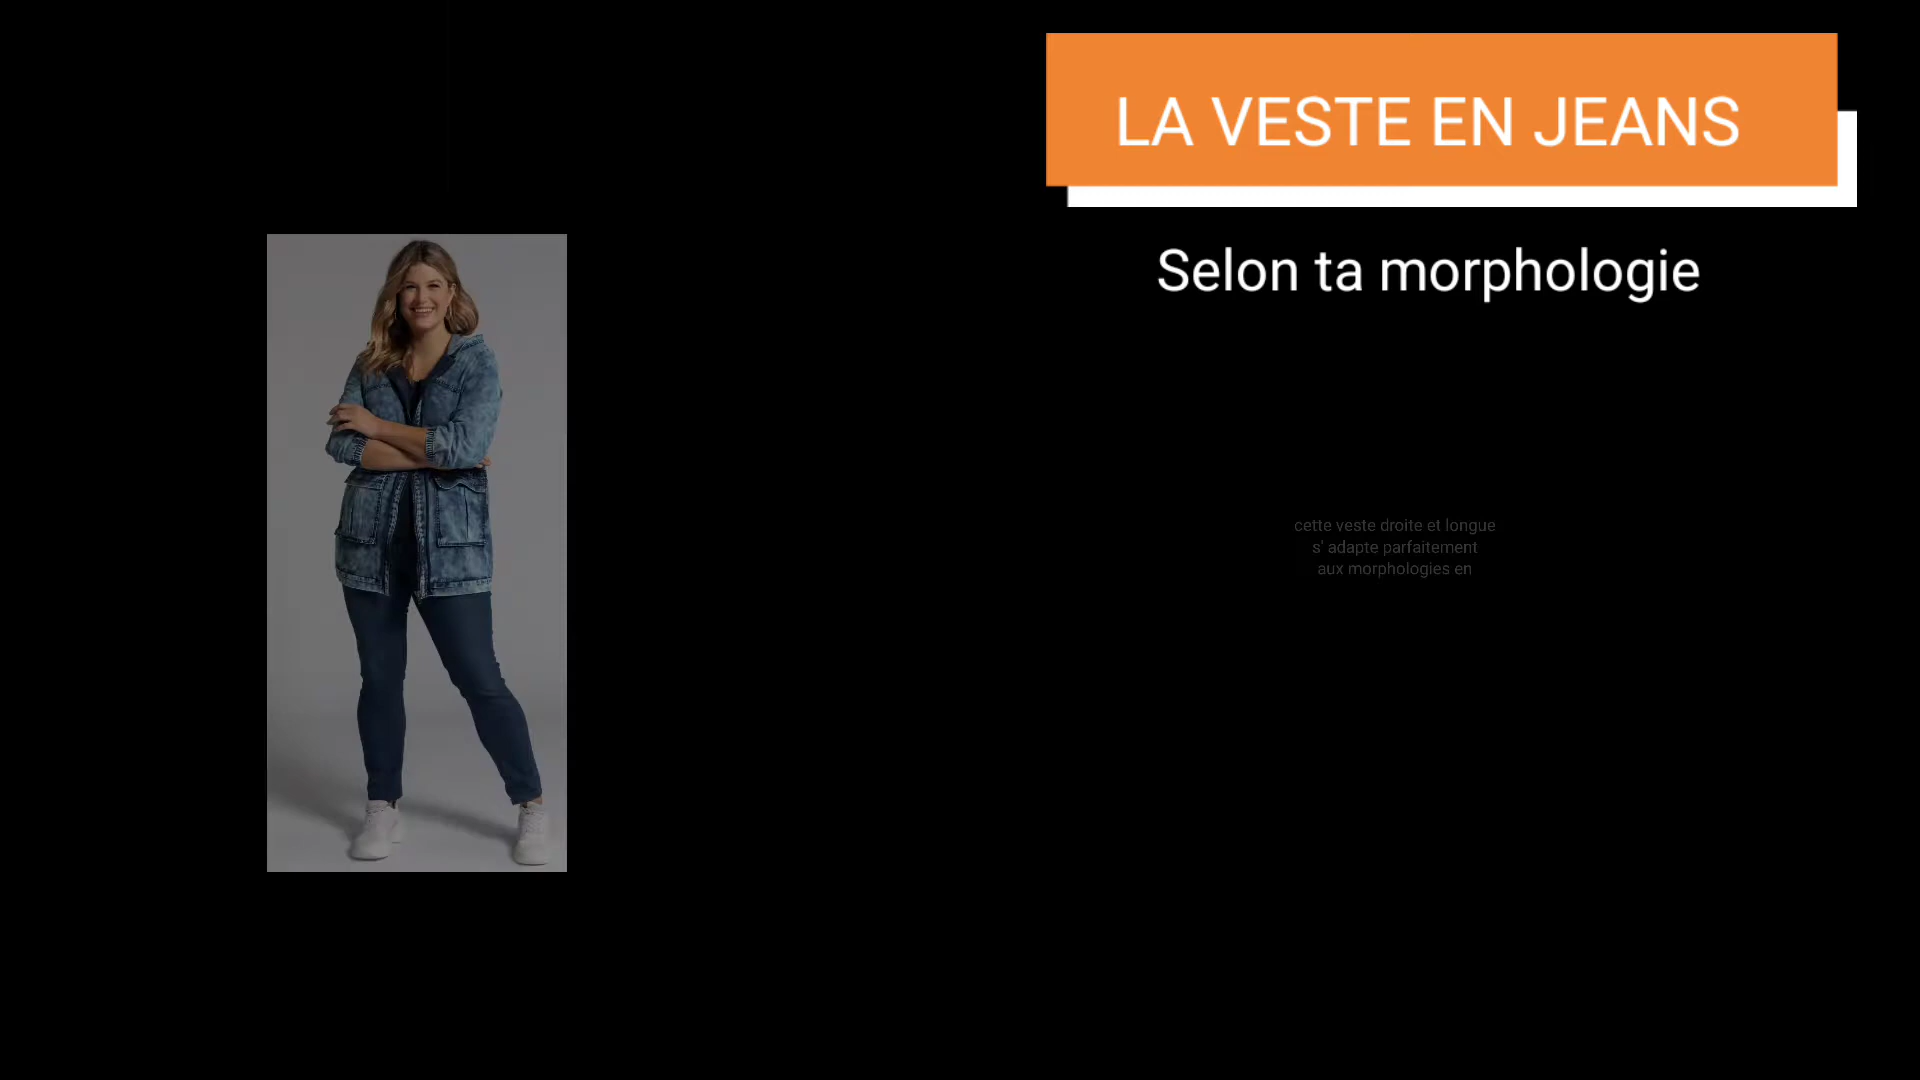 LA VESTE EN JEANS
Selon ta morphologie
cette veste droite et longue
s' adapte parfaitement
aux morphologies en